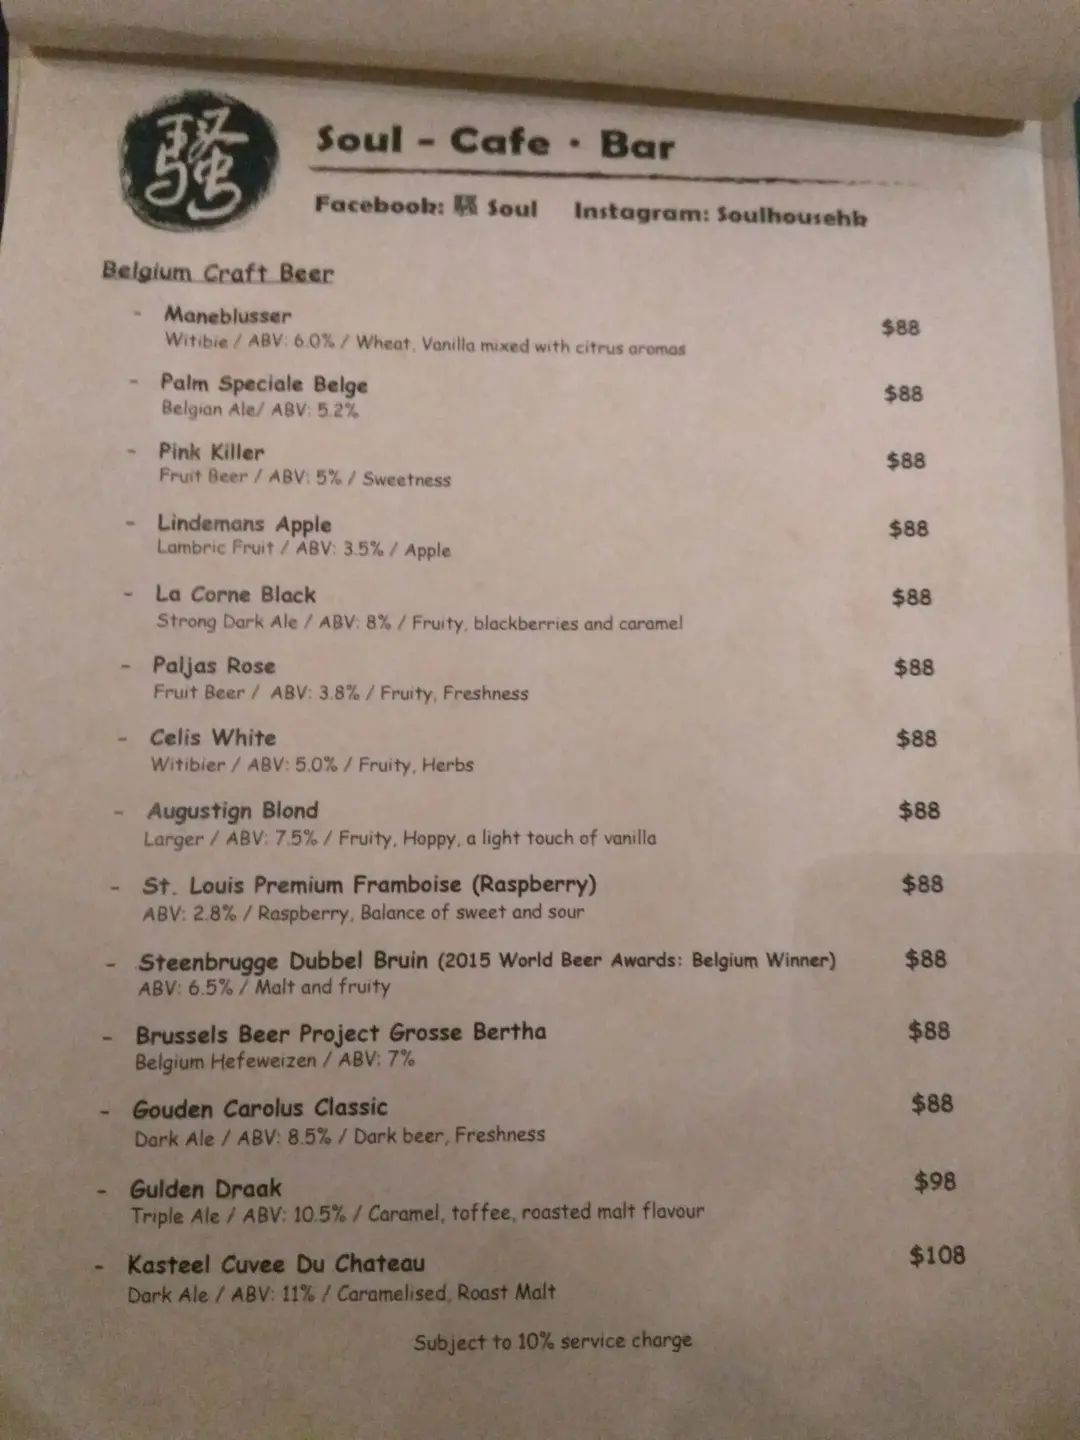 騷
Soul - Cafe · Bar
Facebook: 騷 Soul Instagram: Soulhousehk
Belgium Craft Beer
- Maneblusser $88
Witibie / ABV: 6.0% / Wheat, Vanilla mixed with citrus aromas
- Palm Speciale Belge $88
Belgian Ale/ ABV: 5.2%
- Pink Killer $88
Fruit Beer / ABV: 5% / Sweetness
- Lindemans Apple $88
Lambric Fruit / ABV: 3.5% / Apple
- La Corne Black $88
Strong Dark Ale / ABV: 8% / Fruity, blackberries and caramel
- Paljas Rose $88
Fruit Beer / ABV: 3.8% / Fruity, Freshness
- Celis White $88
Witibier / ABV: 5.0% / Fruity, Herbs
- Augustign Blond $88
Larger / ABV: 7.5% / Fruity, Hoppy, a light touch of vanilla
- St. Louis Premium Framboise (Raspberry) $88
ABV: 2.8% / Raspberry, Balance of sweet and sour
- Steenbrugge Dubbel Bruin (2015 World Beer Awards: Belgium Winner) $88
ABV: 6.5% / Malt and fruity
- Brussels Beer Project Grosse Bertha $88
Belgium Hefeweizen / ABV: 7%
- Gouden Carolus Classic $88
Dark Ale / ABV: 8.5% / Dark beer, Freshness
- Gulden Draak $98
Triple Ale / ABV: 10.5% / Caramel, toffee, roasted malt flavour
- Kasteel Cuvee Du Chateau $108
Dark Ale / ABV: 11% / Caramelised, Roast Malt
Subject to 10% service charge